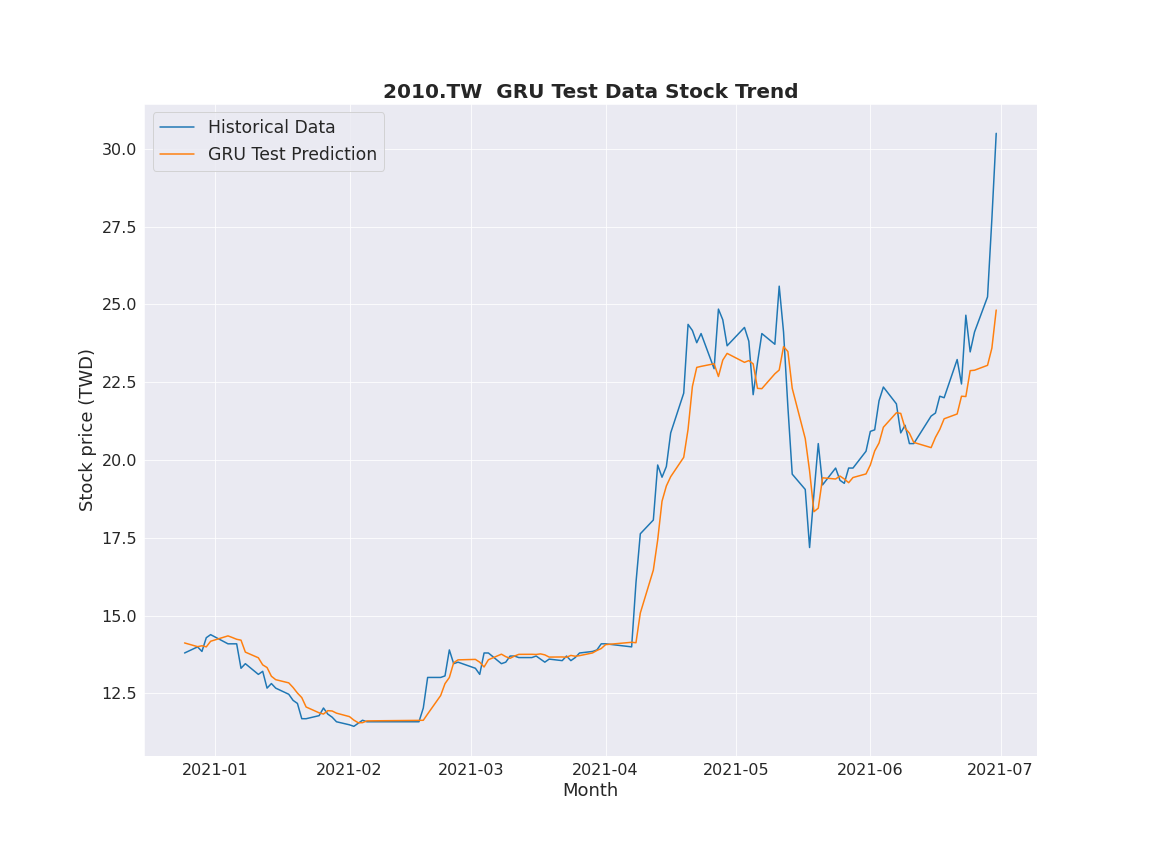 2010.TW  GRU Test Data Stock Trend
Historical Data
GRU Test Prediction
30.0
27.5
25.0
22.5
20.0
17.5
15.0
12.5
Stock price (TWD)
2021-01 2021-02 2021-03 2021-04 2021-05 2021-06 2021-07
Month